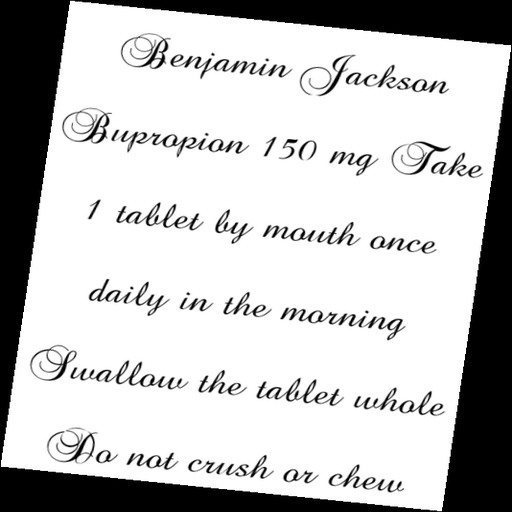 Benjamin Jackson
Bupropion 150 mg Take
1 tablet by mouth once
daily in the morning
Swallow the tablet whole
Do not crush or chew